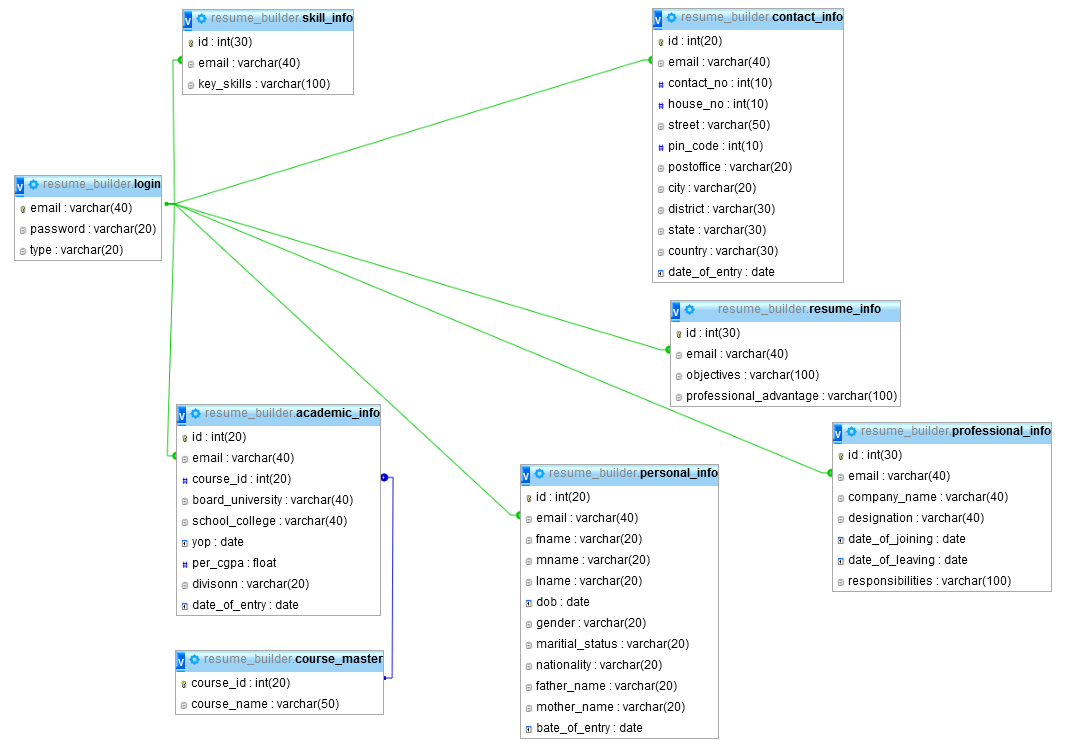 resume_builder.skill_info
id : int(30)
email : varchar(40)
key_skills : varchar(100)
resume_builder.contact_info
id : int(20)
email : varchar(40)
contact_no : int(10)
house_no : int(10)
street : varchar(50)
pin_code : int(10)
postoffice : varchar(20)
city : varchar(20)
district : varchar(30)
state : varchar(30)
country : varchar(30)
date_of_entry : date
resume_builder.login
email : varchar(40)
password : varchar(20)
type : varchar(20)
resume_builder.resume_info
id : int(30)
email : varchar(40)
objectives : varchar(100)
professional_advantage : varchar(100)
resume_builder.academic_info
id : int(20)
email : varchar(40)
course_id : int(20)
board_university : varchar(40)
school_college : varchar(40)
yop : date
per_cgpa : float
divisonn : varchar(20)
date_of_entry : date
resume_builder.professional_info
id : int(30)
email : varchar(40)
company_name : varchar(40)
designation : varchar(40)
date_of_joining : date
date_of_leaving : date
responsibilities : varchar(100)
resume_builder.personal_info
id : int(20)
email : varchar(40)
fname : varchar(20)
mname : varchar(20)
lname : varchar(20)
dob : date
gender : varchar(20)
maritial_status : varchar(20)
nationality : varchar(20)
father_name : varchar(20)
mother_name : varchar(20)
bate_of_entry : date
resume_builder.course_master
course_id : int(20)
course_name : varchar(50)